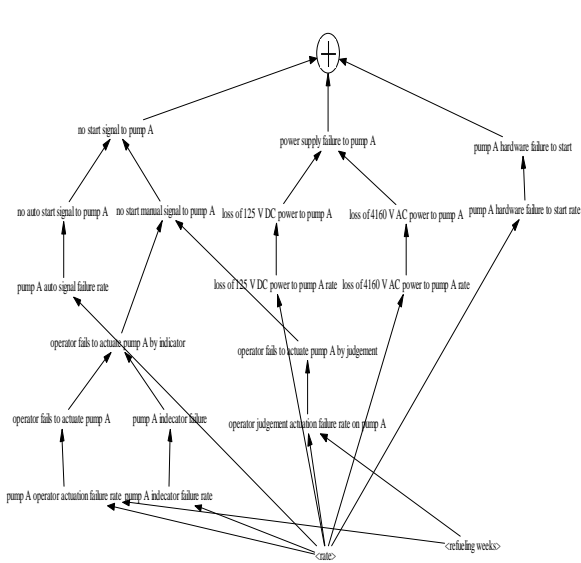 no start signal to pump A
power supply failure to pump A
pump A hardware failure to start
no auto start signal to pump A
no start manual signal to pump A
loss of 125 V DC power to pump A
loss of 4160 V AC power to pump A
pump A hardware failure to start rate
pump A auto signal failure rate
loss of 125 V DC power to pump A rate
loss of 4160 V AC power to pump A rate
operator fails to actuate pump A by indicator
operator fails to actuate pump A by judgement
operator fails to actuate pump A
pump A indecator failure
operator judgement actuation failure rate on pump A
pump A operator actuation failure rate
pump A indecator failure rate
<rate>
<refueling weeks>